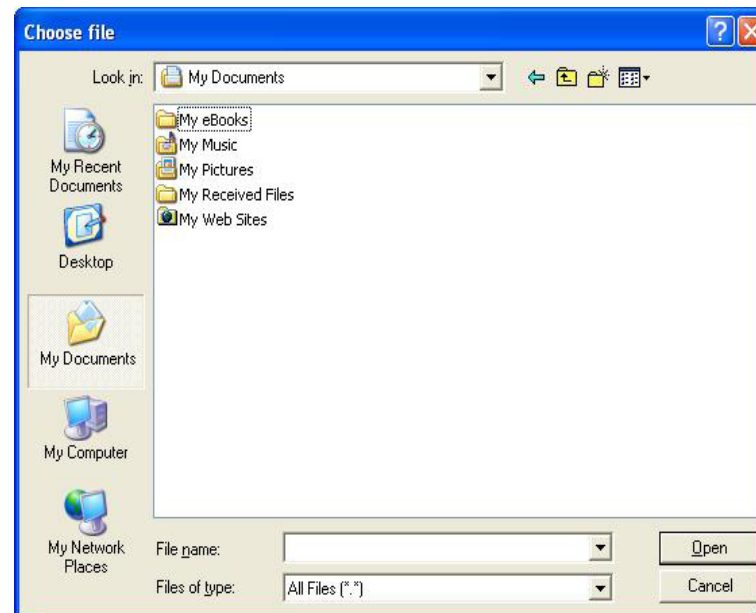 Choose file
Look in:
My Documents
My eBooks
My Music
My Pictures
My Received Files
My Web Sites
My Recent
Documents
Desktop
My Documents
My Computer
My Network
Places
File name:
Open
Files of type:
All Files (*.*)
Cancel